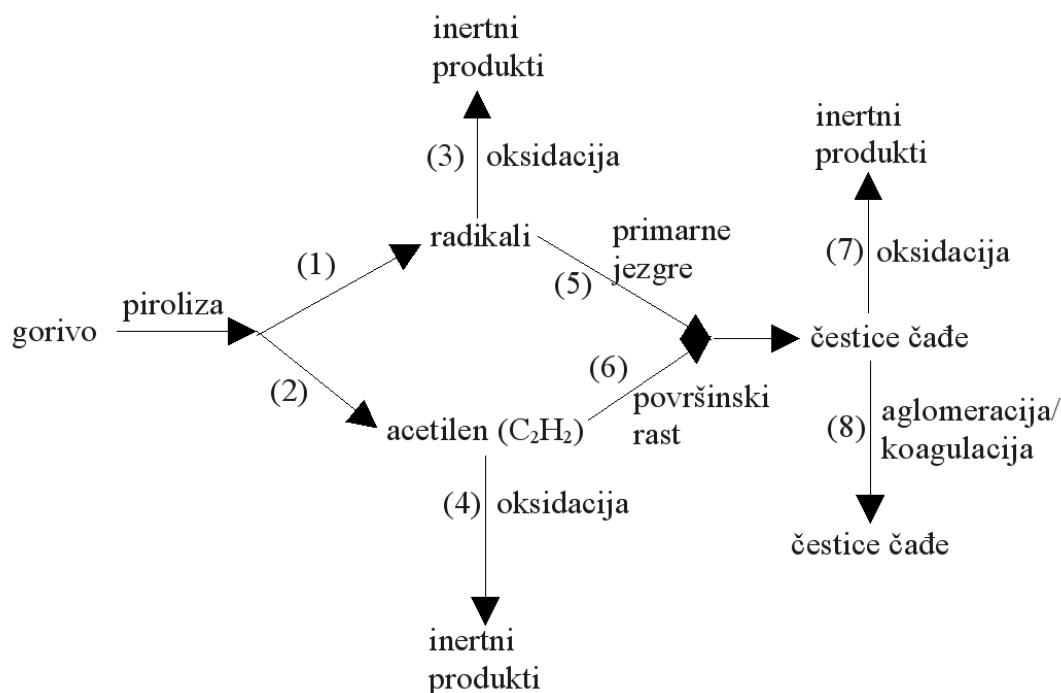 inertni
produkti
inertni
produkti
(3) oksidacija
radikali
primarne
jezgre
(7) oksidacija
(1)
(5)
piroliza
gorivo
čestice čađe
(2)
(6)
površinski
rast
acetilen (C₂H₂)
aglomeracija/
(8)
koagulacija
(4) oksidacija
čestice čađe
inertni
produkti